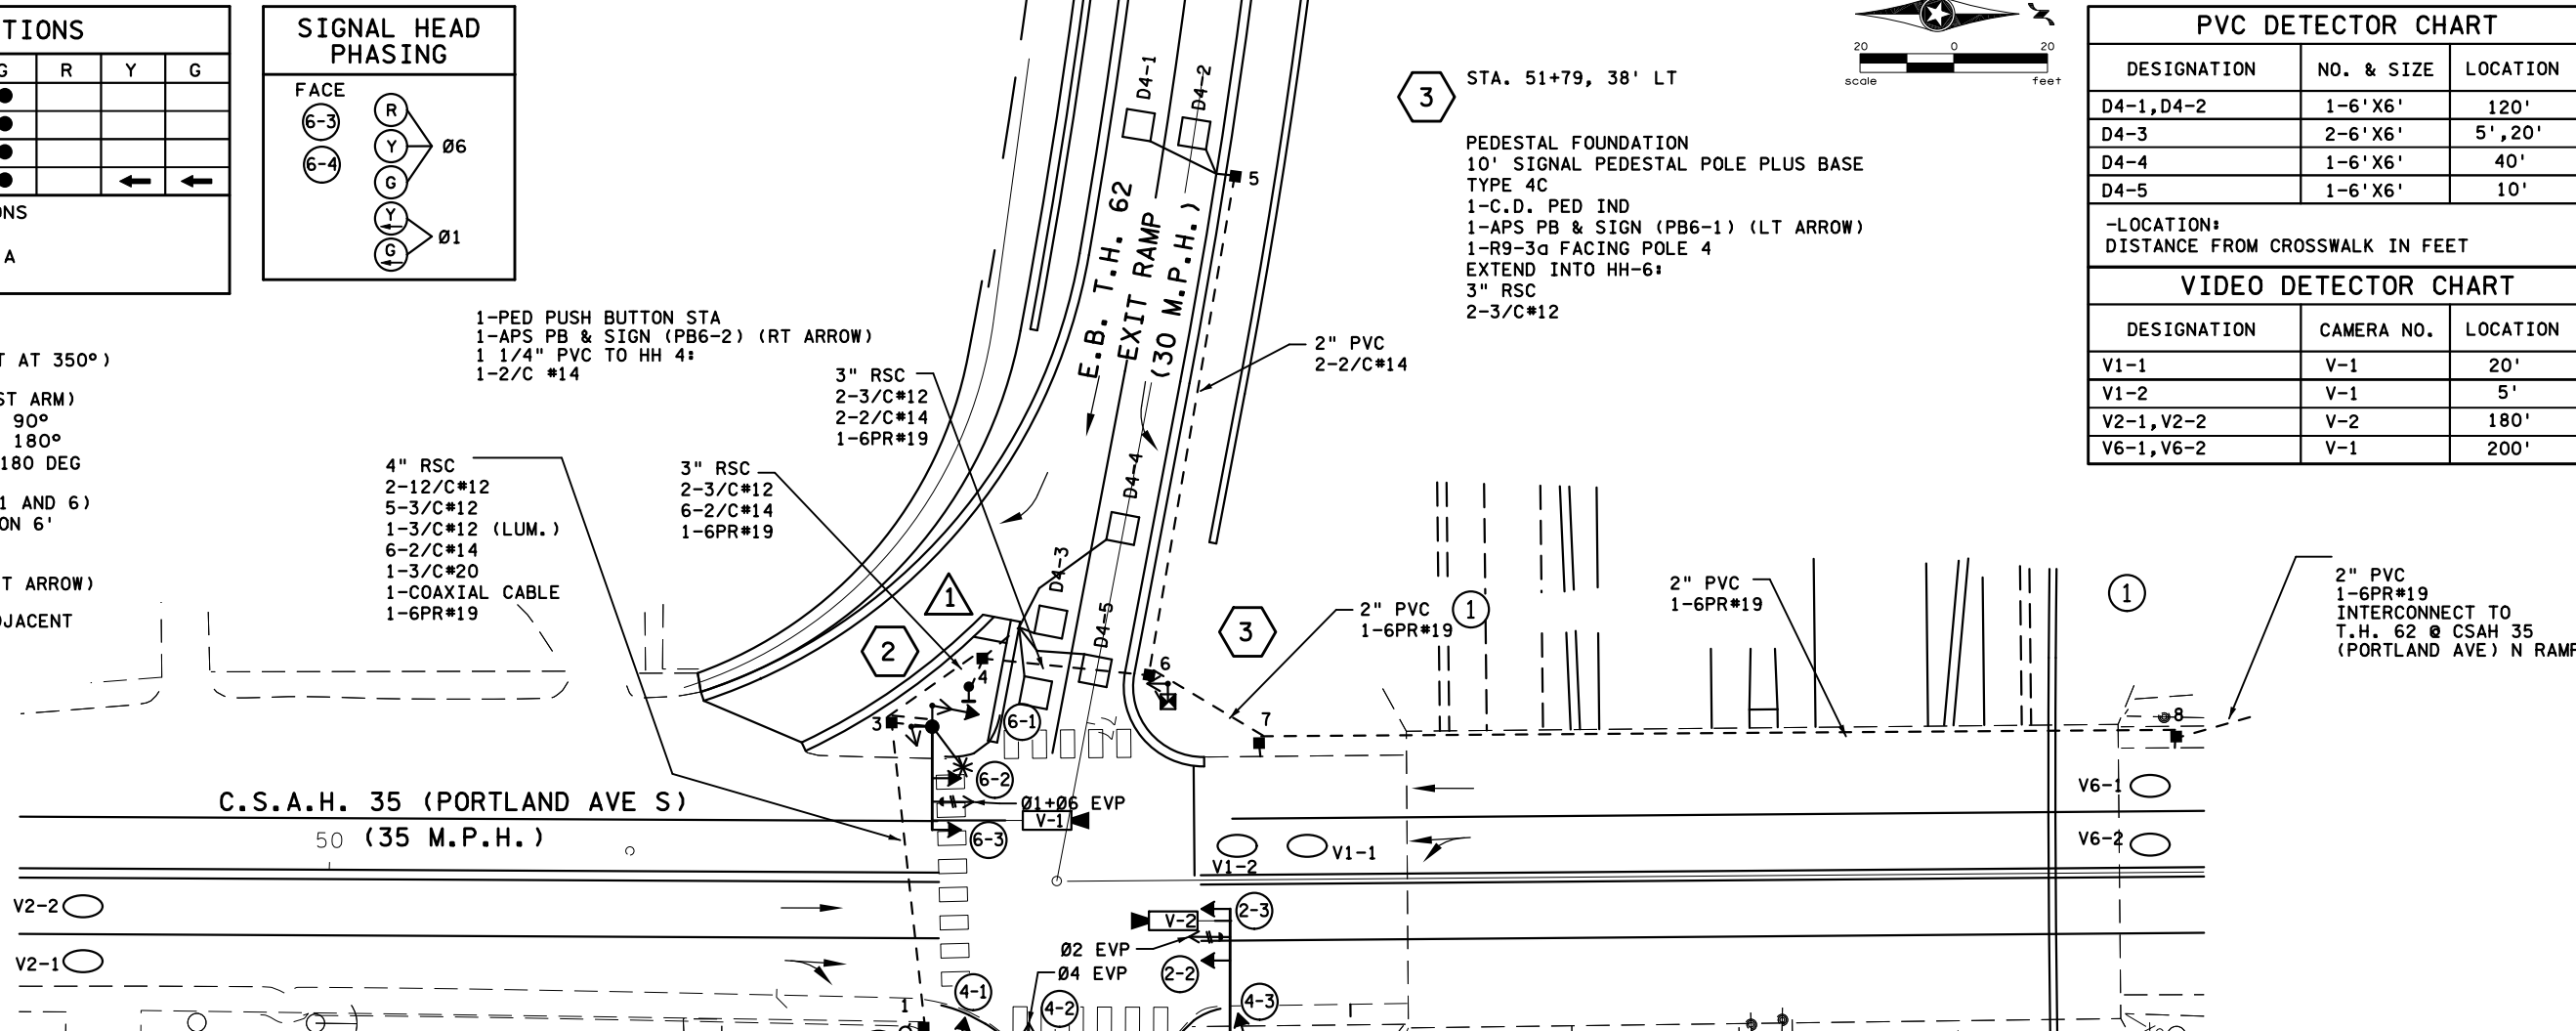 TIONS
G R Y G
ONS
A
SIGNAL HEAD
PHASING
FACE
6-3
6-4
R
Y
G
Ø6
Y
G
Ø1
T AT 350°)
ST ARM)
90°
180°
180 DEG
1 AND 6)
ON 6'
T ARROW)
DJACENT
1-PED PUSH BUTTON STA
1-APS PB & SIGN (PB6-2) (RT ARROW)
1 1/4" PVC TO HH 4:
1-2/C #14
3" RSC
2-3/C#12
2-2/C#14
1-6PR#19
3" RSC
2-3/C#12
6-2/C#14
1-6PR#19
4" RSC
2-12/C#12
5-3/C#12
1-3/C#12 (LUM.)
6-2/C#14
1-3/C#20
1-COAXIAL CABLE
1-6PR#19
D4-1
D4-2
5
E.B. T.H. 62
EXIT RAMP
(30 M.P.H.)
2" PVC
2-2/C#14
3
STA. 51+79, 38' LT
PEDESTAL FOUNDATION
10' SIGNAL PEDESTAL POLE PLUS BASE
TYPE 4C
1-C.D. PED IND
1-APS PB & SIGN (PB6-1) (LT ARROW)
1-R9-3a FACING POLE 4
EXTEND INTO HH-6:
3" RSC
2-3/C#12
20 0 20
scale feet
PVC DETECTOR CHART
DESIGNATION NO. & SIZE LOCATION
D4-1,D4-2 1-6'X6' 120'
D4-3 2-6'X6' 5',20'
D4-4 1-6'X6' 40'
D4-5 1-6'X6' 10'
-LOCATION:
DISTANCE FROM CROSSWALK IN FEET
VIDEO DETECTOR CHART
DESIGNATION CAMERA NO. LOCATION
V1-1 V-1 20'
V1-2 V-1 5'
V2-1,V2-2 V-2 180'
V6-1,V6-2 V-1 200'
D4-4
D4-3
D4-5
1
2
3
4
3
6
7
2" PVC
1-6PR#19
1
2" PVC
1-6PR#19
1
2" PVC
1-6PR#19
INTERCONNECT TO
T.H. 62 @ CSAH 35
(PORTLAND AVE) N RAMP
8
6-1
6-2
6-3
Ø1+Ø6 EVP
V-1
C.S.A.H. 35 (PORTLAND AVE S)
50 (35 M.P.H.)
V6-1
V6-2
V1-2
V1-1
V2-2
V2-1
V-2
2-3
Ø2 EVP
Ø4 EVP
2-2
4-1
4-2
4-3
1